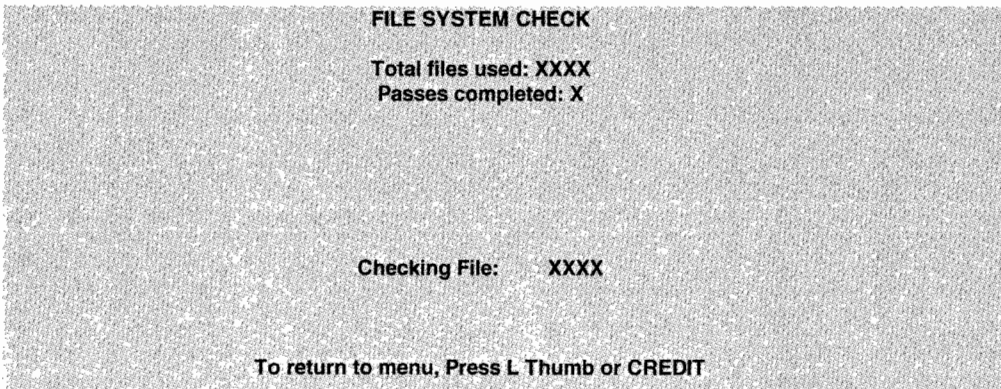 FILE SYSTEM CHECK
Total files used: XXXX
Passes completed: X
Checking File: XXXX
To return to menu, Press L Thumb or CREDIT